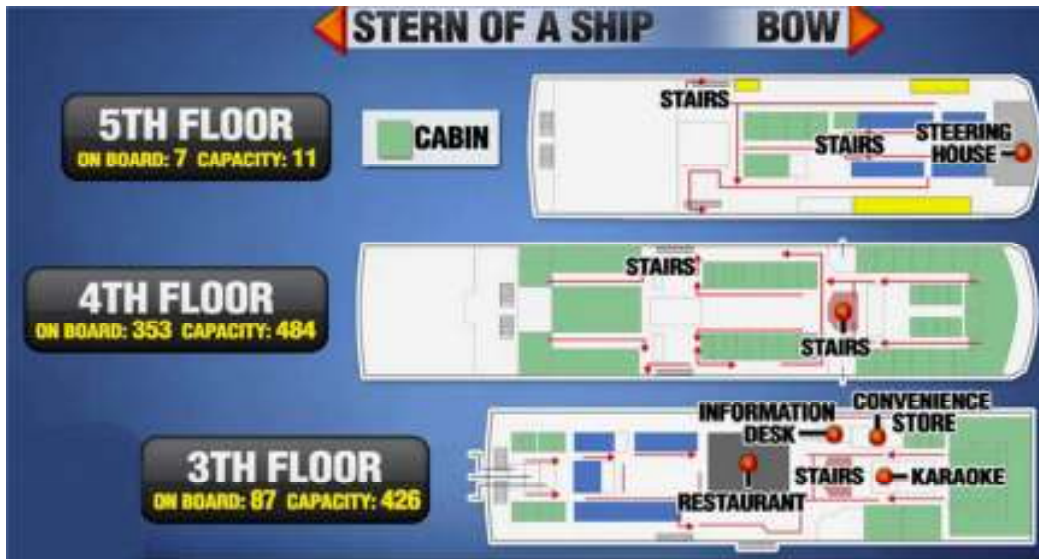 STERN OF A SHIP BOW
5TH FLOOR
ON BOARD: 7 CAPACITY: 11
CABIN
STAIRS
STAIRS
STEERING
HOUSE
4TH FLOOR
ON BOARD: 353 CAPACITY: 484
STAIRS
STAIRS
3TH FLOOR
ON BOARD: 87 CAPACITY: 426
INFORMATION
DESK
CONVENIENCE
STORE
STAIRS
KARAOKE
RESTAURANT